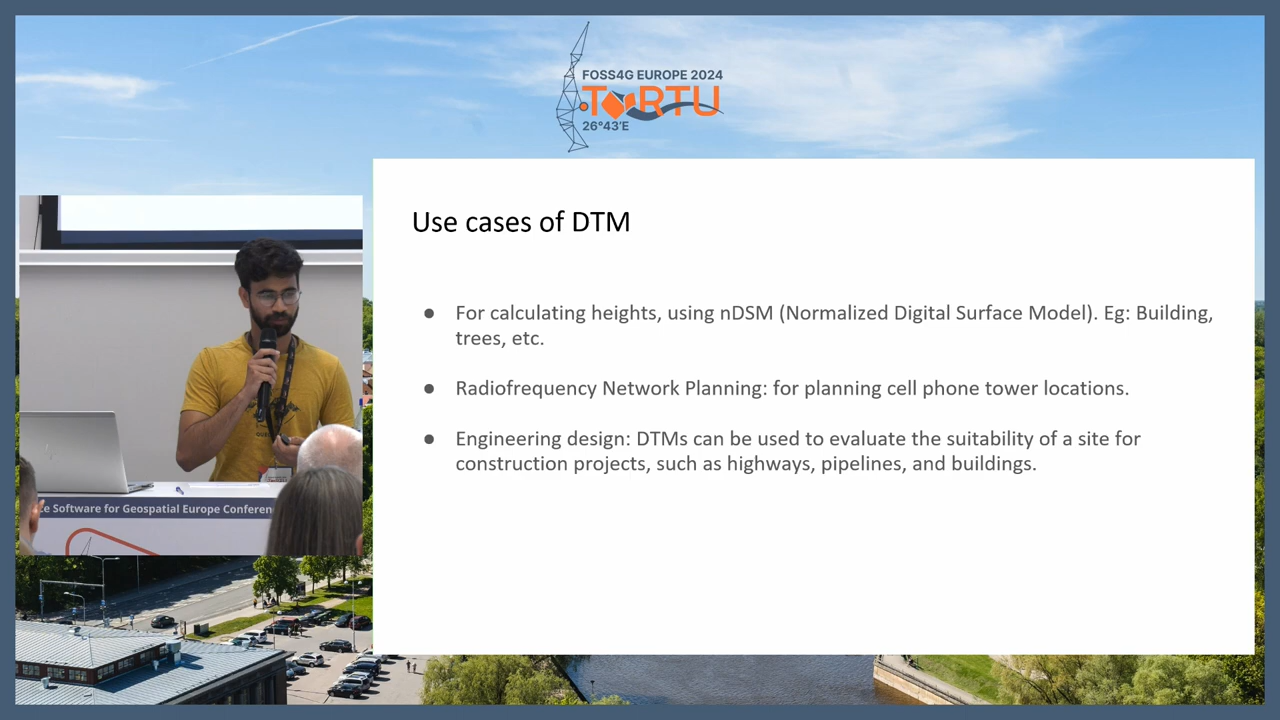 FOSS4G EUROPE 2024
TORTU
26°43'E
Use cases of DTM
● For calculating heights, using nDSM (Normalized Digital Surface Model). Eg: Building,
trees, etc.
● Radiofrequency Network Planning: for planning cell phone tower locations.
● Engineering design: DTMs can be used to evaluate the suitability of a site for
construction projects, such as highways, pipelines, and buildings.
Software for Geospatial Europe